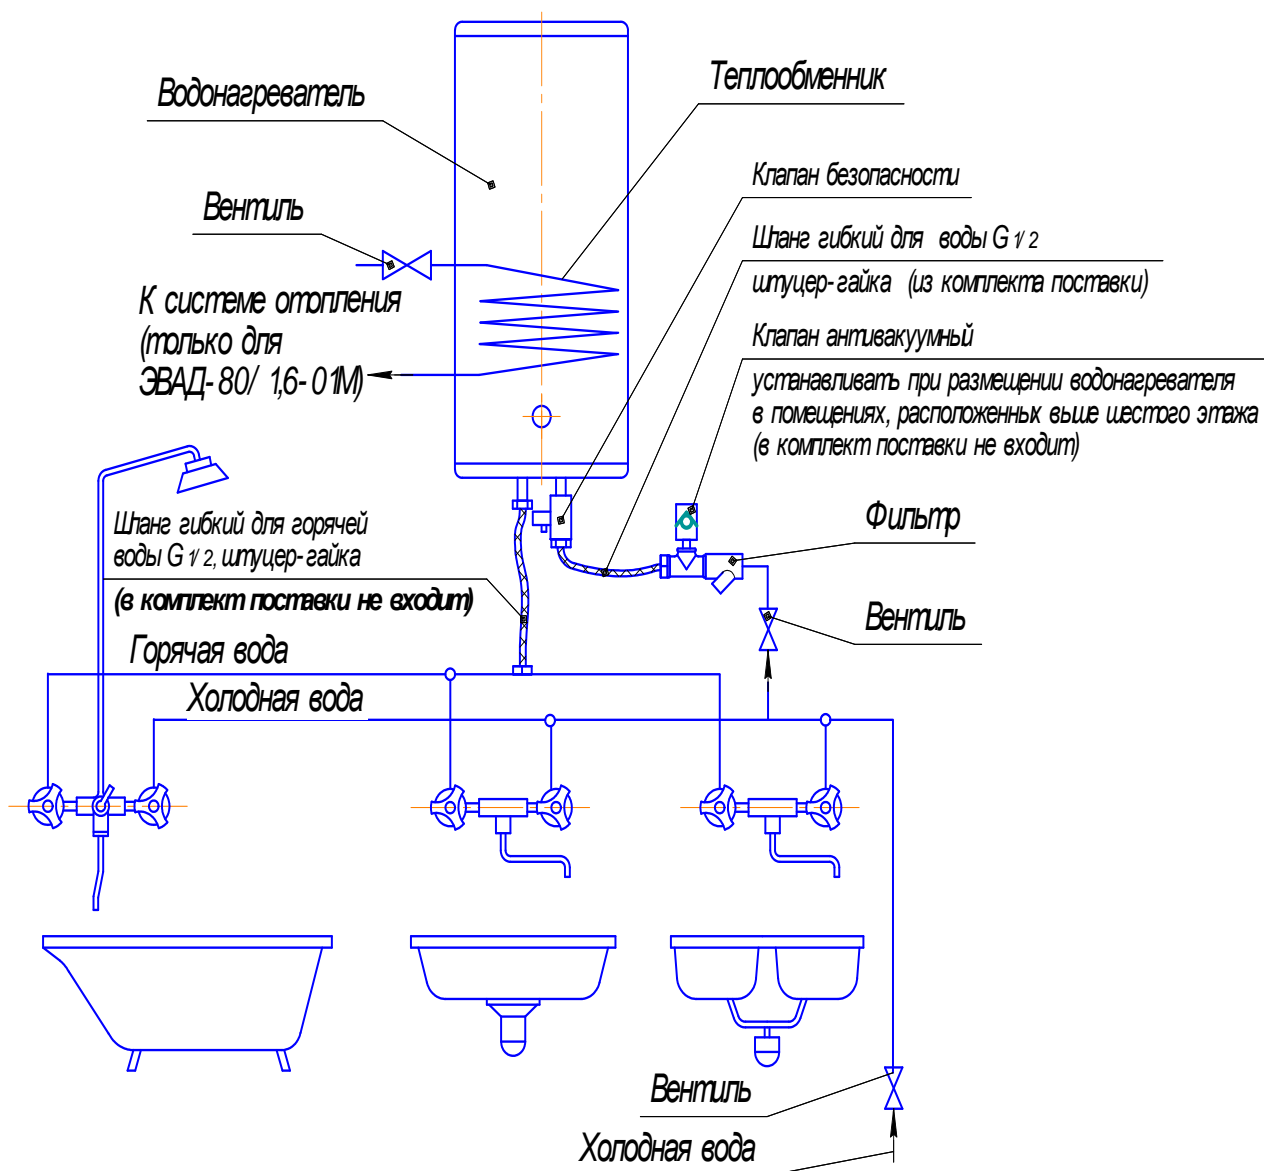 Водонагреватель
Теплообменник
Клапан безопасности
Вентиль
Шланг гибкий для воды G 1/2
штуцер-гайка (из комплекта поставки)
К системе отопления
(только для
ЭВАД-80/1,6-01М)
Клапан антивакуумный
устанавливать при размещении водонагревателя
в помещениях, расположенных выше шестого этажа
(в комплект поставки не входит)
Шланг гибкий для горячей
воды G 1/2, штуцер-гайка
(в комплект поставки не входит)
Фильтр
Вентиль
Горячая вода
Холодная вода
Вентиль
Холодная вода